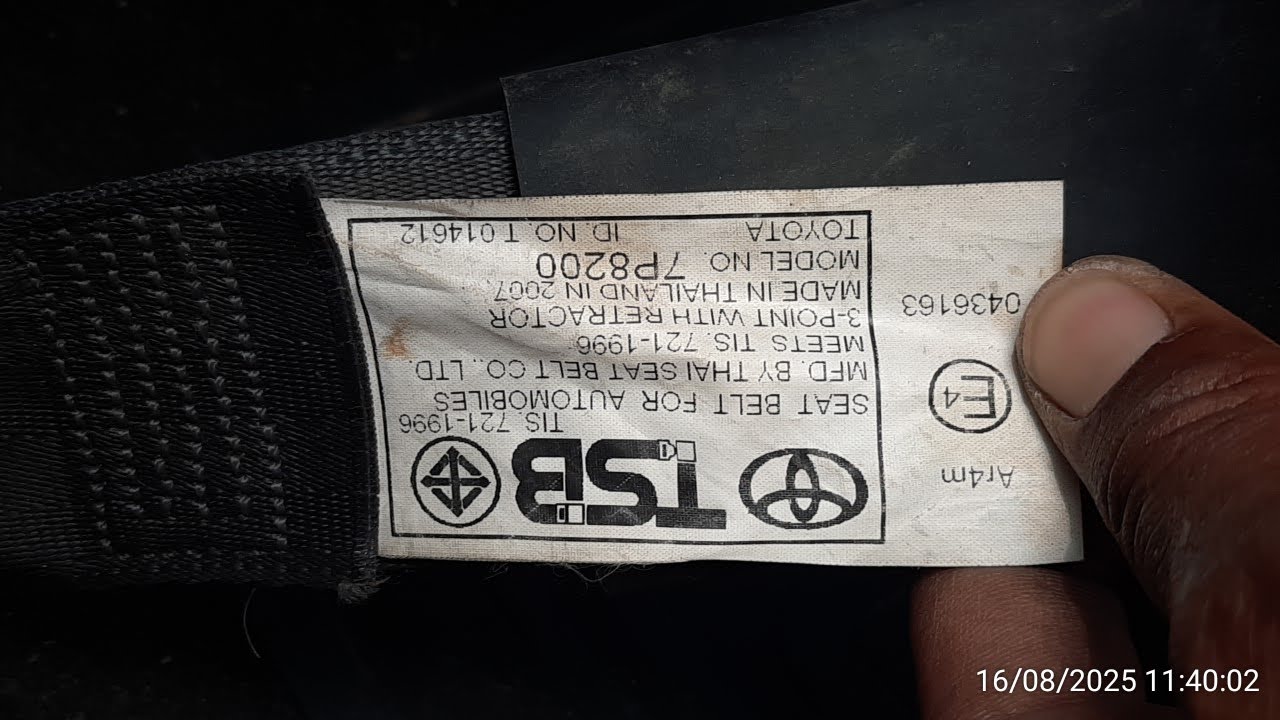 TSB
TIS. 721-1996
SEAT BELT FOR AUTOMOBILES
MFD. BY THAI SEAT BELT CO., LTD.
MEETS TIS. 721-1996
3-POINT WITH RETRACTOR
MADE IN THAILAND IN 2007.
MODEL NO. 7P8200
TOYOTA ID. NO. T 014612
Ar4m
E4
0436163
16/08/2025 11:40:02